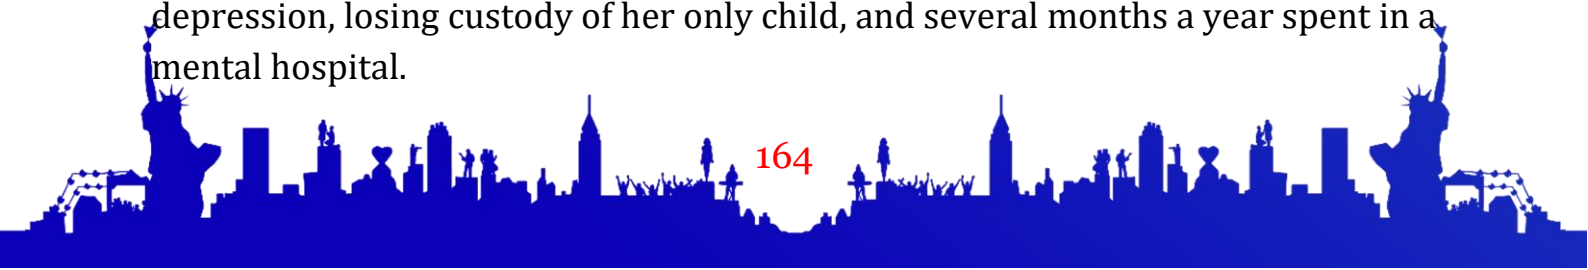 depression, losing custody of her only child, and several months a year spent in a
mental hospital.
164